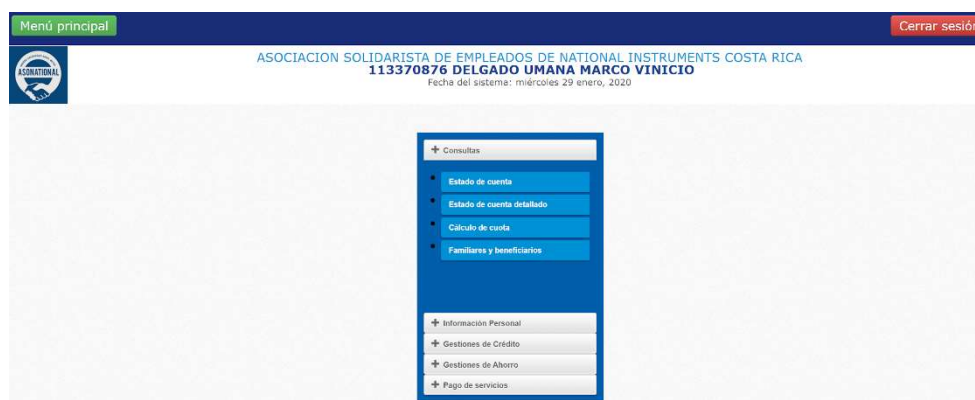 Menú principal
Cerrar sesión
ASONATIONAL
ASOCIACION SOLIDARISTA DE EMPLEADOS DE NATIONAL INSTRUMENTS COSTA RICA
113370876 DELGADO UMANA MARCO VINICIO
Fecha del sistema: miércoles 29 enero, 2020
Consultas
Estado de cuenta
Estado de cuenta detallado
Cálculo de cuota
Familiares y beneficiarios
Información Personal
Gestiones de Crédito
Gestiones de Ahorro
Pago de servicios